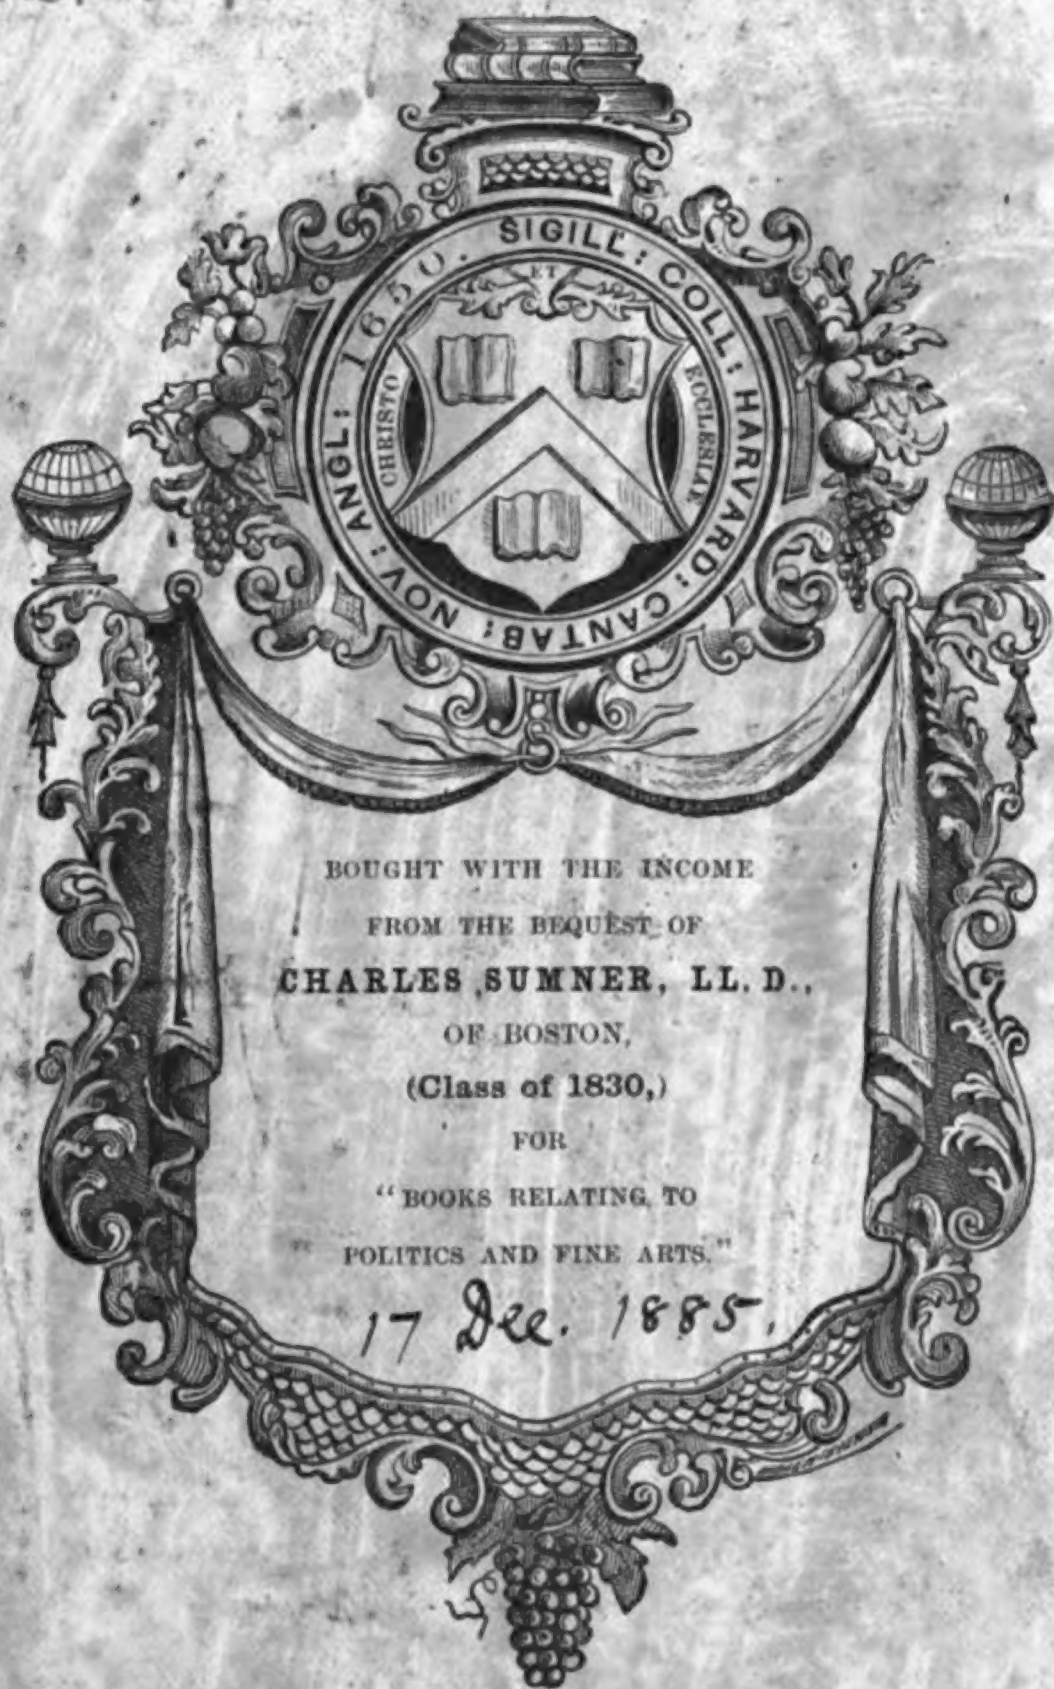 SIGILL: COLL: HARVARD: CANTAB: NOV: ANGL: 1650.
CHRISTO ET ECCLESIAE
BOUGHT WITH THE INCOME
FROM THE BEQUEST OF
CHARLES SUMNER, LL. D.,
OF BOSTON,
(Class of 1830,)
FOR
"BOOKS RELATING TO
POLITICS AND FINE ARTS."
17 Dec. 1885.